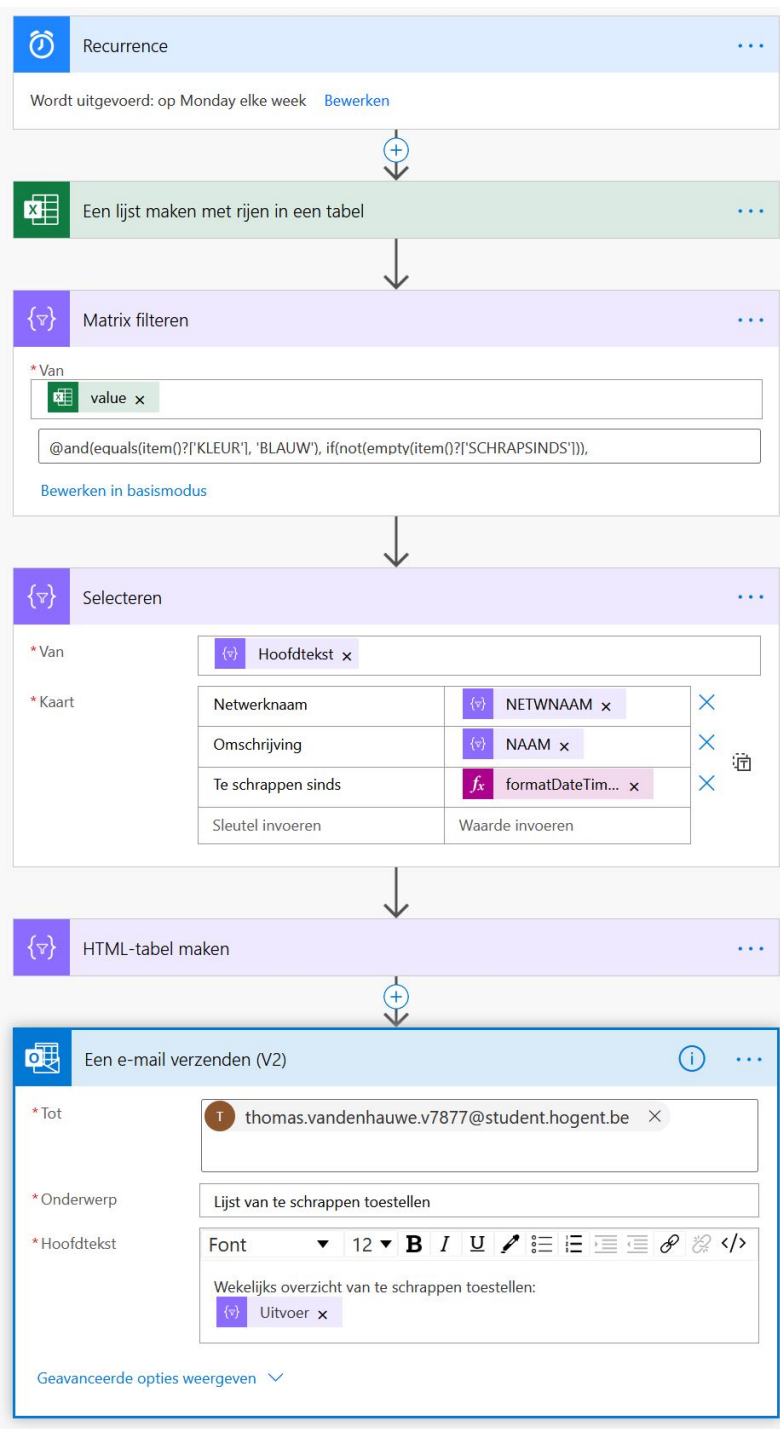 Recurrence
Wordt uitgevoerd: op Monday elke week Bewerken
Een lijst maken met rijen in een tabel
Matrix filteren
* Van
value ×
@and(equals(item()?['KLEUR'], 'BLAUW'), if(not(empty(item()?['SCHRAPSINDS'])),
Bewerken in basismodus
Selecteren
* Van Hoofdtekst ×
* Kaart Netwerknaam NETWNAAM ×
Omschrijving NAAM ×
Te schrappen sinds fx formatDateTim... ×
Sleutel invoeren Waarde invoeren
HTML-tabel maken
Een e-mail verzenden (V2)
* Tot T thomas.vandenhauwe.v7877@student.hogent.be ×
* Onderwerp Lijst van te schrappen toestellen
* Hoofdtekst Font 12 B I U </>
Wekelijks overzicht van te schrappen toestellen:
Uitvoer ×
Geavanceerde opties weergeven